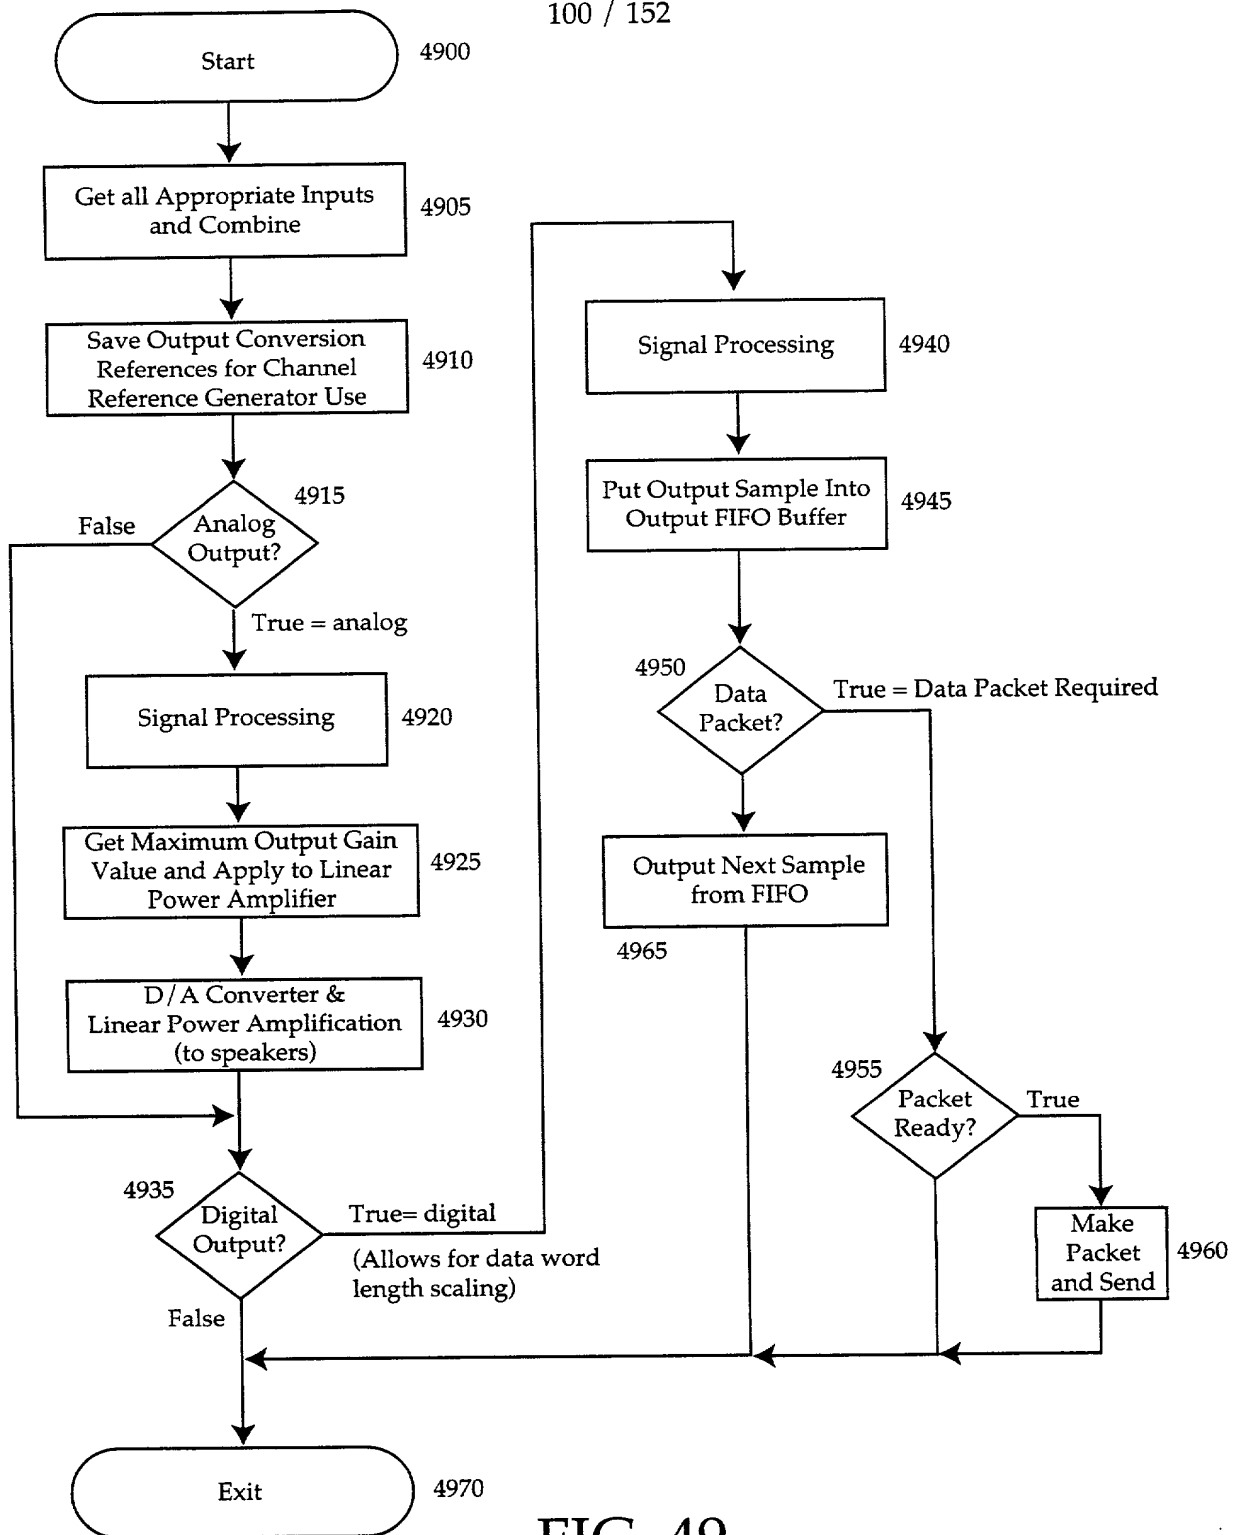 100 / 152
Start
4900
Get all Appropriate Inputs
and Combine
4905
Save Output Conversion
References for Channel
Reference Generator Use
4910
4915
False
Analog
Output?
True = analog
Signal Processing
4920
Get Maximum Output Gain
Value and Apply to Linear
Power Amplifier
4925
D/A Converter &
Linear Power Amplification
(to speakers)
4930
4935
Digital
Output?
True= digital
(Allows for data word
length scaling)
False
Signal Processing
4940
Put Output Sample Into
Output FIFO Buffer
4945
4950
Data
Packet?
True = Data Packet Required
Output Next Sample
from FIFO
4965
4955
Packet
Ready?
True
Make
Packet
and Send
4960
Exit
4970
FIG. 49